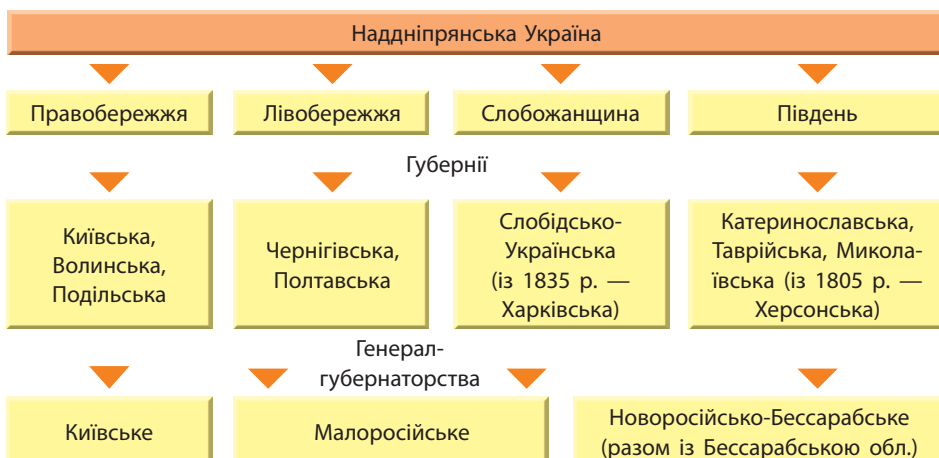 Наддніпрянська Україна
Правобережжя
Лівобережжя
Слобожанщина
Південь
Губернії
Київська,
Волинська,
Подільська
Чернігівська,
Полтавська
Слобідсько-
Українська
(із 1835 р. —
Харківська)
Катеринославська,
Таврійська, Микола-
ївська (із 1805 р. —
Херсонська)
Генерал-
губернаторства
Київське
Малоросійське
Новоросійсько-Бессарабське
(разом із Бессарабською обл.)